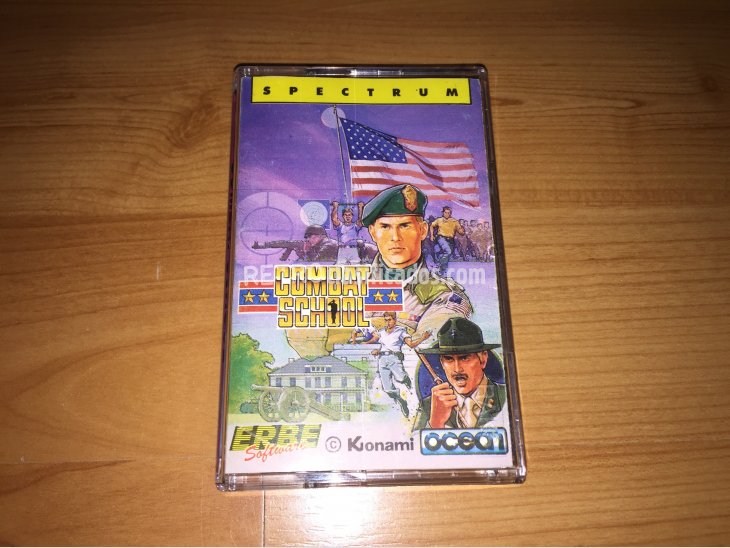 SPECTRUM
COMBAT
SCHOOL
ERBE
Software
© Konami
ocean